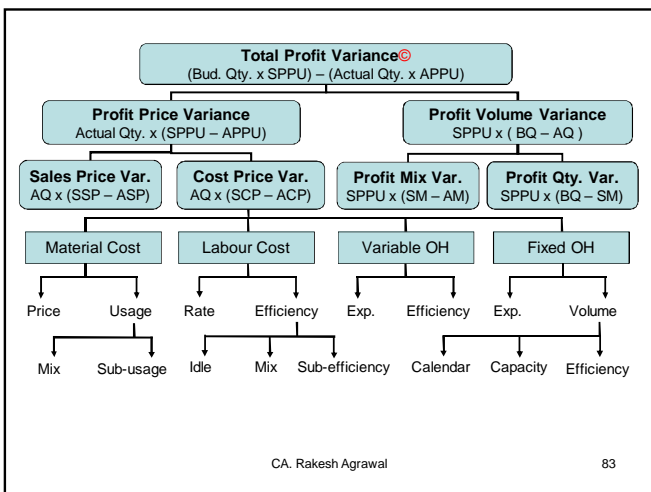 Total Profit Variance©
(Bud. Qty. x SPPU) – (Actual Qty. x APPU)
Profit Price Variance
Actual Qty. x (SPPU – APPU)
Profit Volume Variance
SPPU x ( BQ – AQ )
Sales Price Var.
AQ x (SSP – ASP)
Cost Price Var.
AQ x (SCP – ACP)
Profit Mix Var.
SPPU x (SM – AM)
Profit Qty. Var.
SPPU x (BQ – SM)
Material Cost
Labour Cost
Variable OH
Fixed OH
Price
Usage
Rate
Efficiency
Exp.
Efficiency
Exp.
Volume
Mix
Sub-usage
Idle
Mix
Sub-efficiency
Calendar
Capacity
Efficiency
CA. Rakesh Agrawal
83